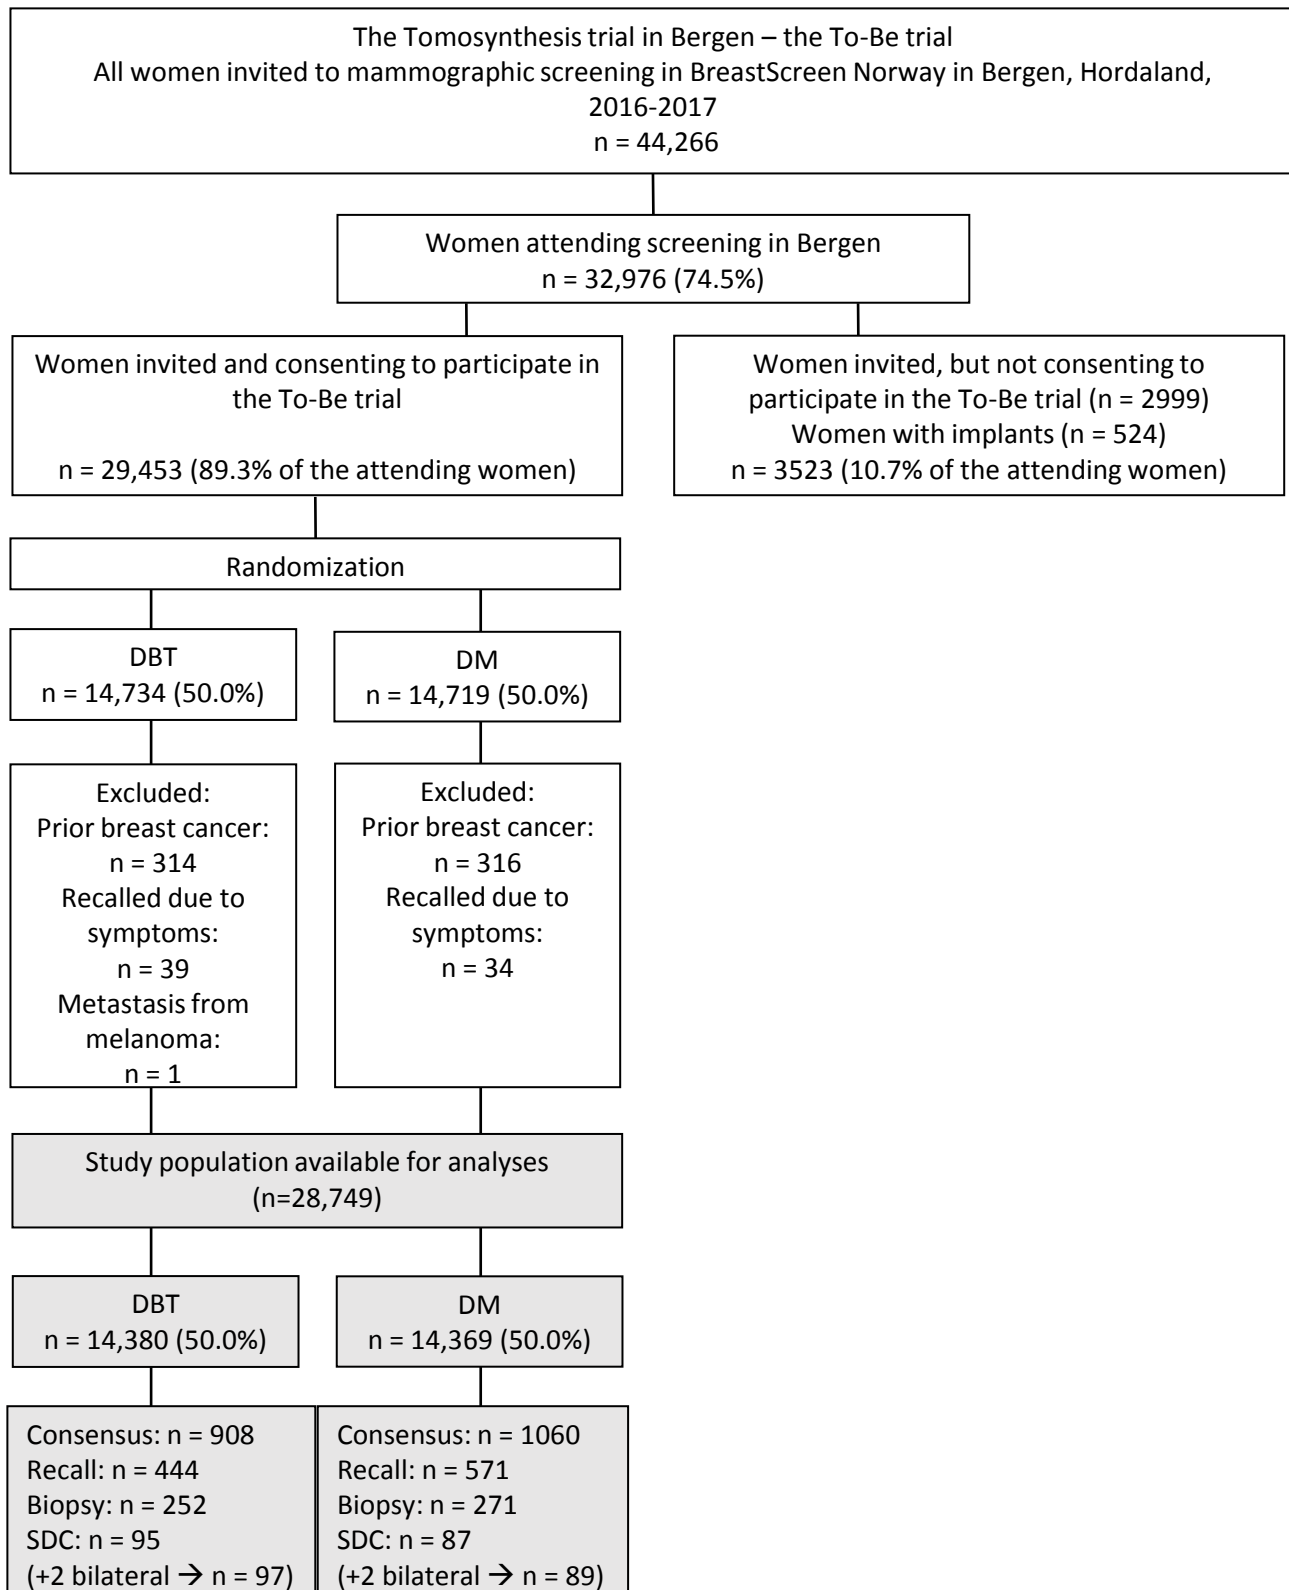 The Tomosynthesis trial in Bergen – the To-Be trial
All women invited to mammographic screening in BreastScreen Norway in Bergen, Hordaland,
2016-2017
n = 44,266
Women attending screening in Bergen
n = 32,976 (74.5%)
Women invited and consenting to participate in
the To-Be trial
n = 29,453 (89.3% of the attending women)
Women invited, but not consenting to
participate in the To-Be trial (n = 2999)
Women with implants (n = 524)
n = 3523 (10.7% of the attending women)
Randomization
DBT
n = 14,734 (50.0%)
DM
n = 14,719 (50.0%)
Excluded:
Prior breast cancer:
n = 314
Recalled due to
symptoms:
n = 39
Metastasis from
melanoma:
n = 1
Excluded:
Prior breast cancer:
n = 316
Recalled due to
symptoms:
n = 34
Study population available for analyses
(n=28,749)
DBT
n = 14,380 (50.0%)
DM
n = 14,369 (50.0%)
Consensus: n = 908
Recall: n = 444
Biopsy: n = 252
SDC: n = 95
(+2 bilateral → n = 97)
Consensus: n = 1060
Recall: n = 571
Biopsy: n = 271
SDC: n = 87
(+2 bilateral → n = 89)